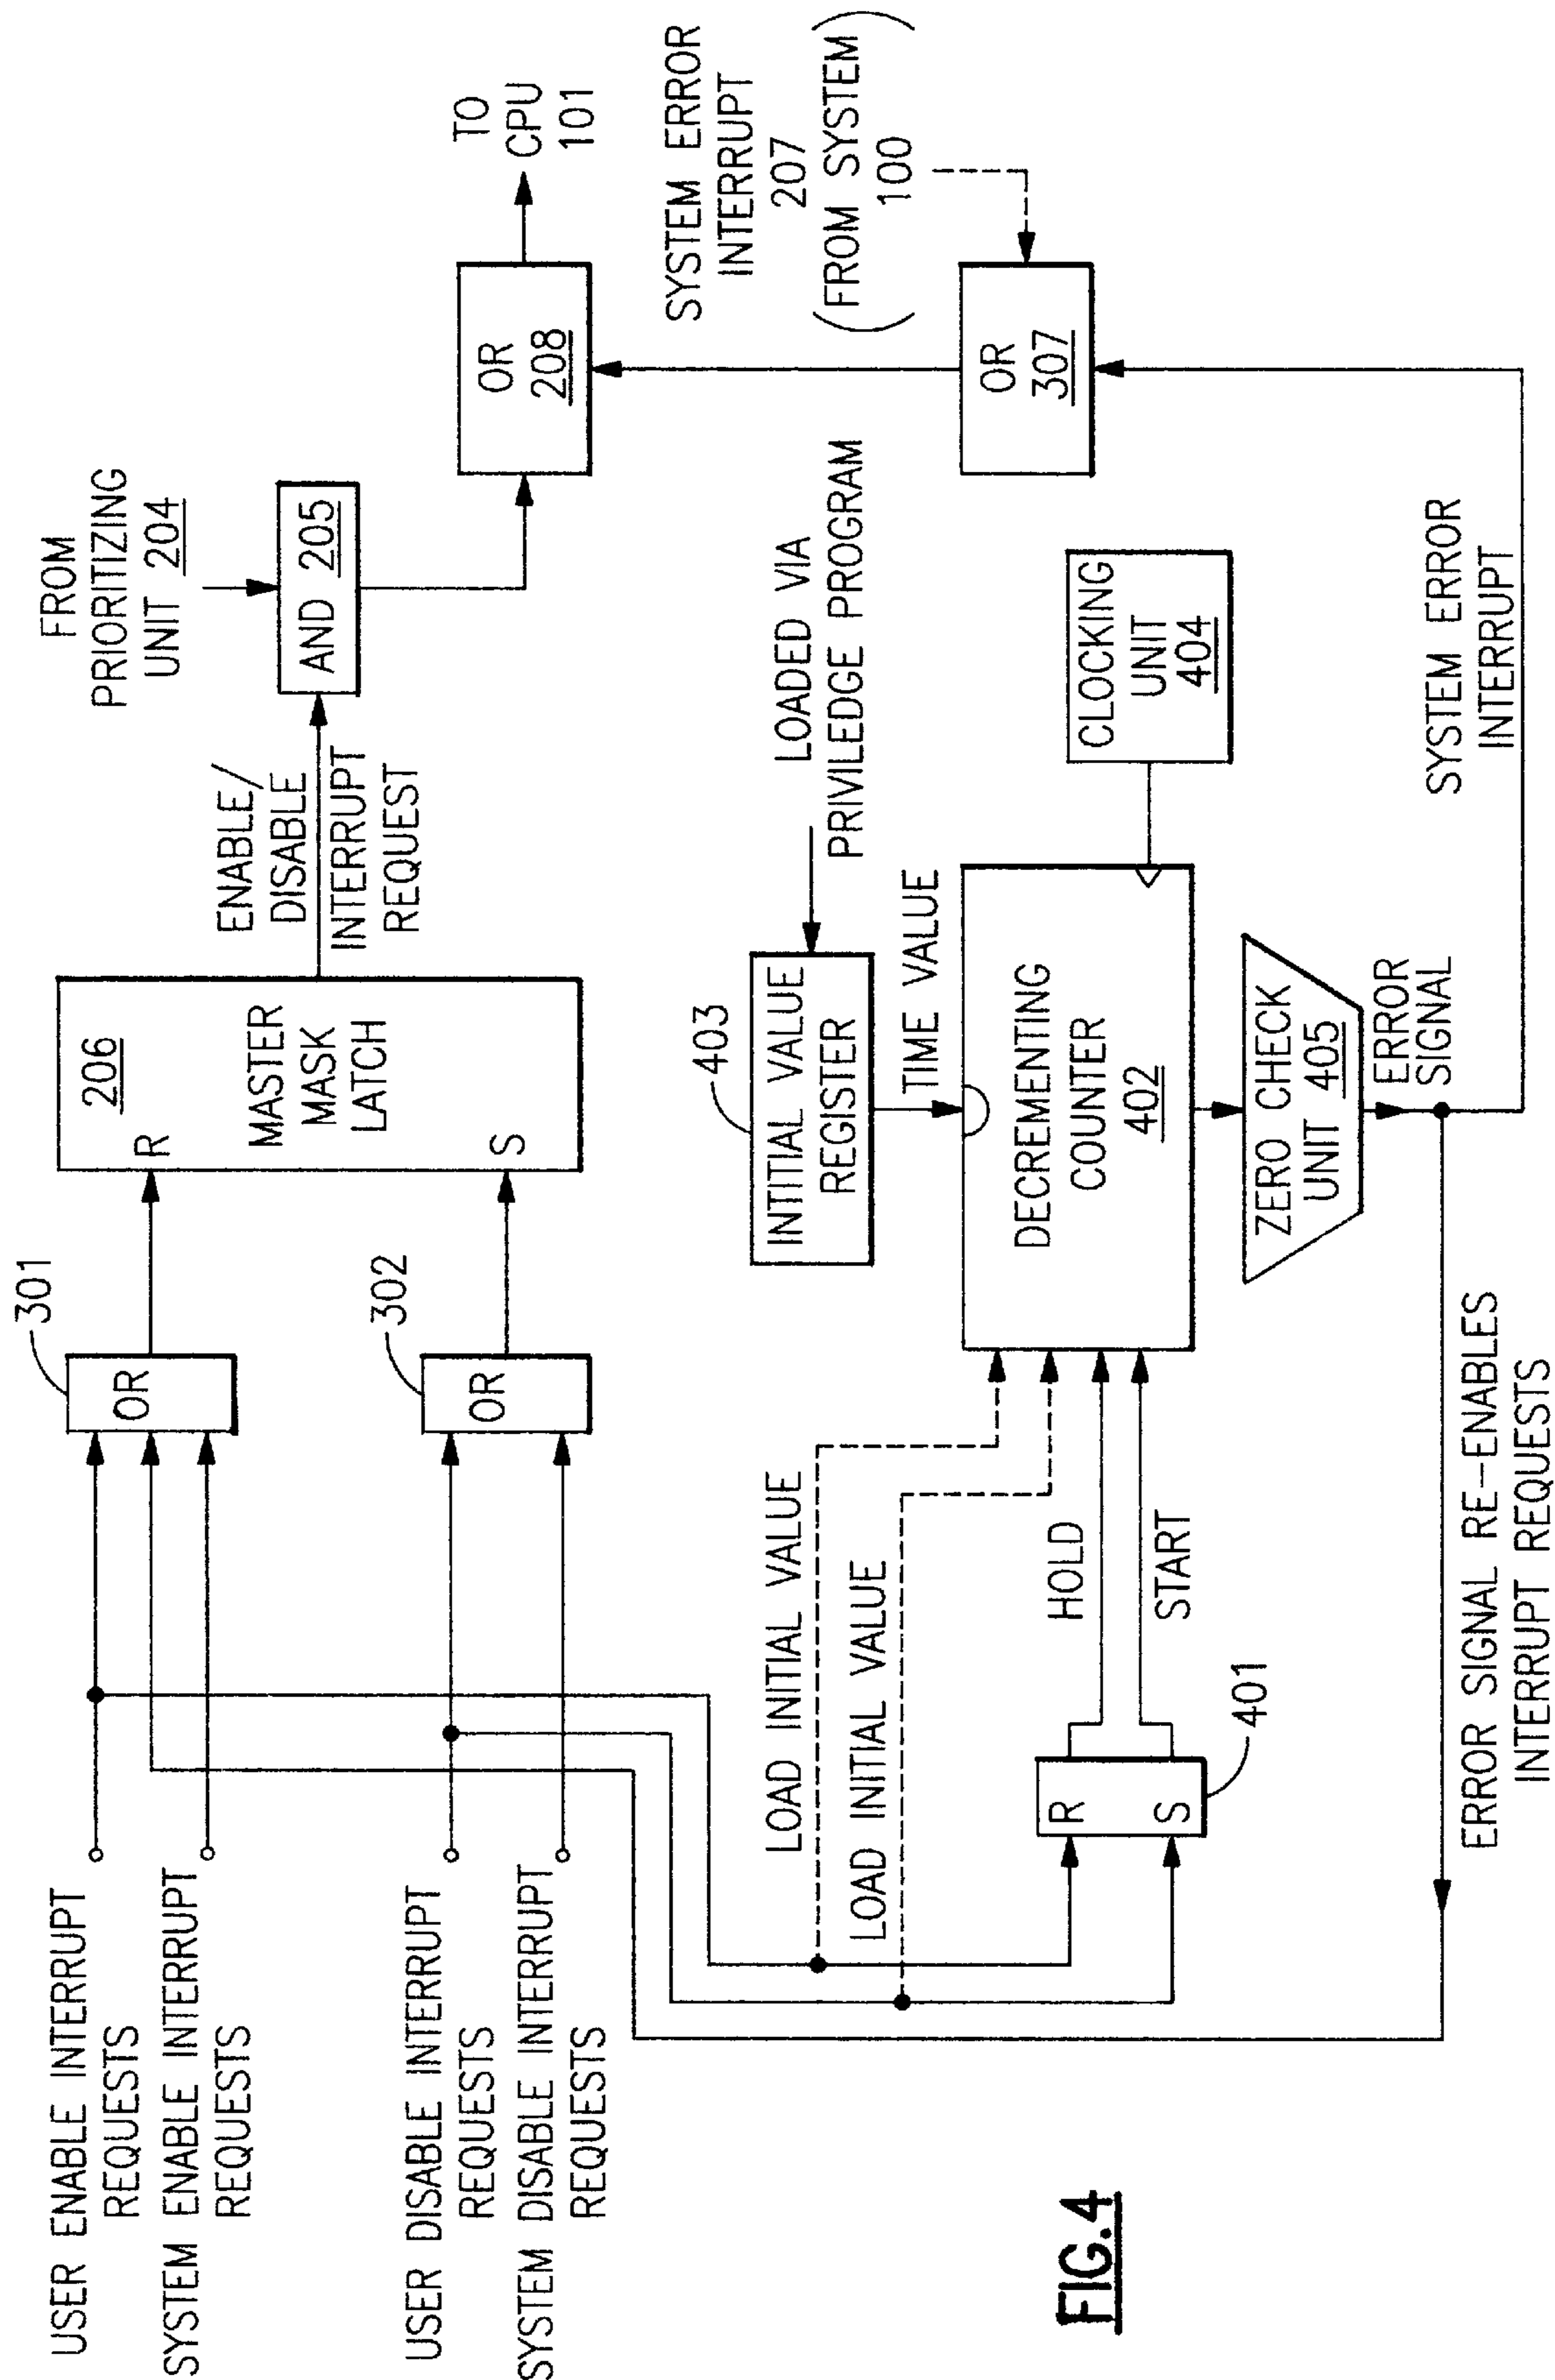 USER ENABLE INTERRUPT
REQUESTS
SYSTEM ENABLE INTERRUPT
REQUESTS
USER DISABLE INTERRUPT
REQUESTS
SYSTEM DISABLE INTERRUPT
REQUESTS
301
OR
302
OR
206
R
MASTER
MASK
LATCH
S
ENABLE/
DISABLE
INTERRUPT
REQUEST
FROM
PRIORITIZING
UNIT 204
AND 205
OR
208
TO
CPU
101
SYSTEM ERROR
INTERRUPT
207
(FROM SYSTEM)
100
OR
307
LOADED VIA
PRIVILEDGE PROGRAM
403
INTITIAL VALUE
REGISTER
TIME VALUE
LOAD INITIAL VALUE
LOAD INITIAL VALUE
HOLD
START
R
S
401
DECREMENTING
COUNTER
402
CLOCKING
UNIT
404
ZERO CHECK
UNIT 405
ERROR
SIGNAL
SYSTEM ERROR
INTERRUPT
ERROR SIGNAL RE-ENABLES
INTERRUPT REQUESTS
FIG.4